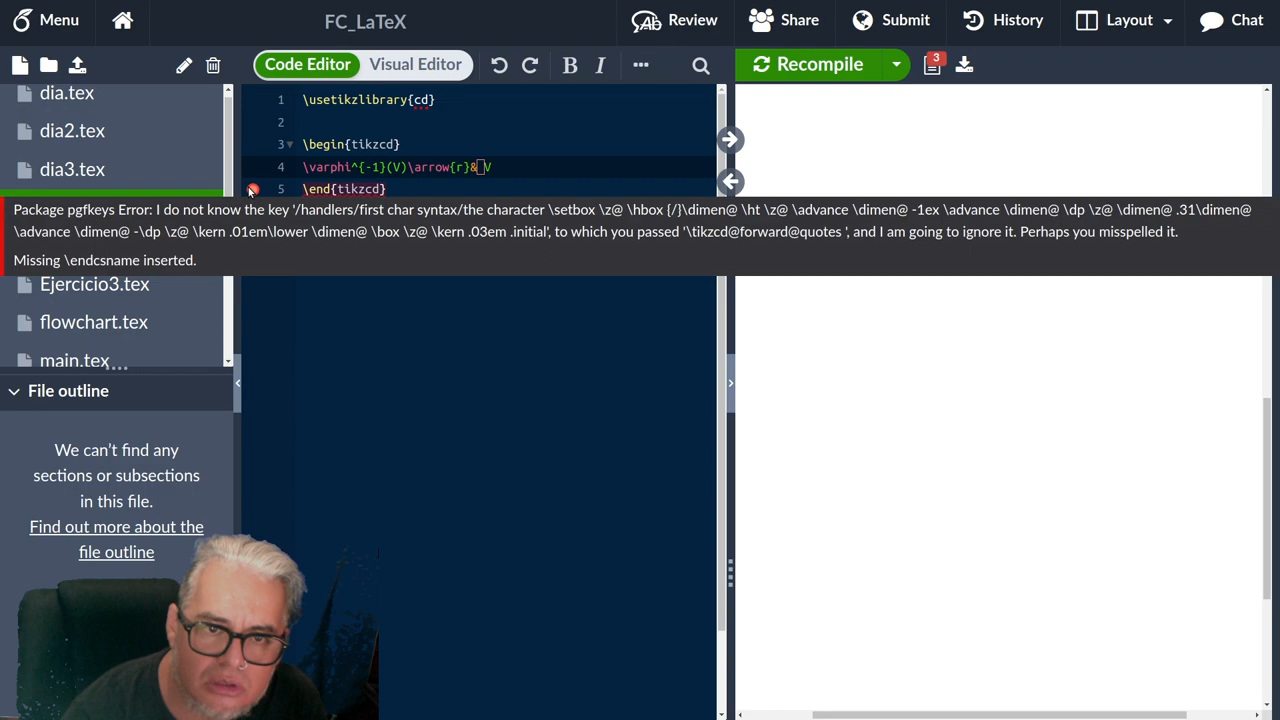 Menu
FC_LaTeX
Review
Share
Submit
History
Layout
Chat
Code Editor
Visual Editor
B I
Recompile
3
dia.tex
dia2.tex
dia3.tex
1 \usetikzlibrary{cd}
2
3 \begin{tikzcd}
4 \varphi^{-1}(V)\arrow{r}& V
5 \end{tikzcd}
Package pgfkeys Error: I do not know the key '/handlers/first char syntax/the character \setbox \z@ \hbox {/}\dimen@ \ht \z@ \advance \dimen@ -1ex \advance \dimen@ \dp \z@ \dimen@ .31\dimen@
\advance \dimen@ -\dp \z@ \kern .01em\lower \dimen@ \box \z@ \kern .03em .initial', to which you passed '\tikzcd@forward@quotes ', and I am going to ignore it. Perhaps you misspelled it.
Missing \endcsname inserted.
Ejercicio3.tex
flowchart.tex
main.tex
File outline
We can't find any
sections or subsections
in this file.
Find out more about the
file outline